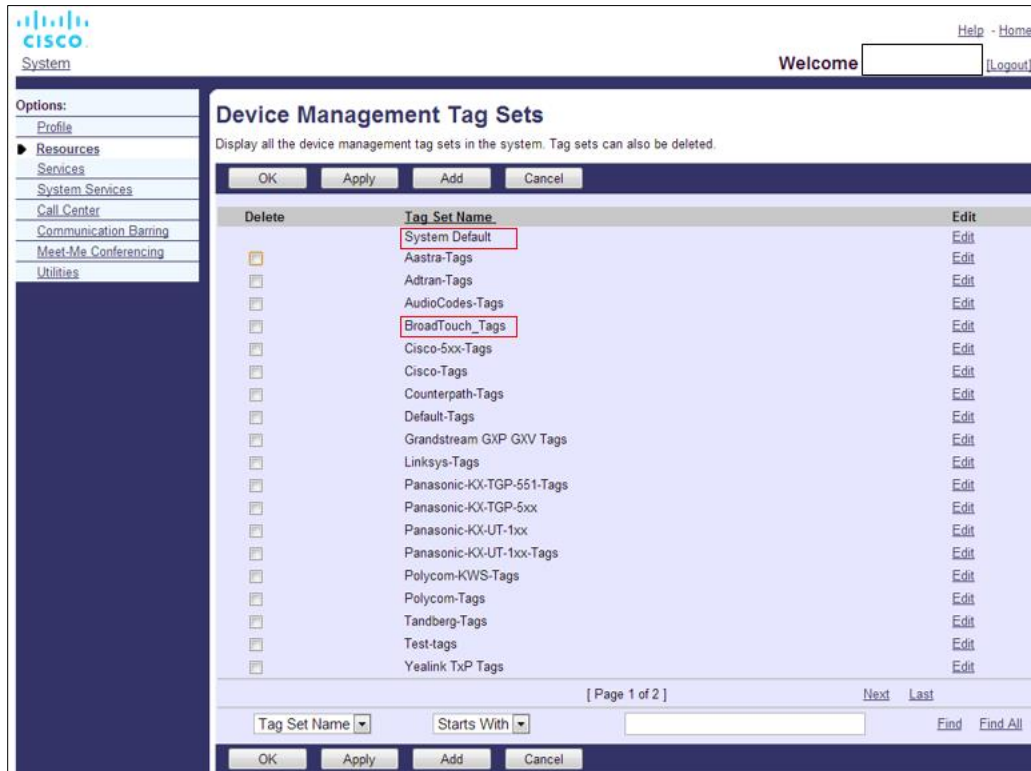 CISCO
Help - Home
System
Welcome [Logout]
Options:
Profile
Resources
Services
System Services
Call Center
Communication Barring
Meet-Me Conferencing
Utilities
Device Management Tag Sets
Display all the device management tag sets in the system. Tag sets can also be deleted.
OK Apply Add Cancel
Delete Tag Set Name Edit
System Default Edit
Aastra-Tags Edit
Adtran-Tags Edit
AudioCodes-Tags Edit
BroadTouch_Tags Edit
Cisco-5xx-Tags Edit
Cisco-Tags Edit
Counterpath-Tags Edit
Default-Tags Edit
Grandstream GXP GXV Tags Edit
Linksys-Tags Edit
Panasonic-KX-TGP-551-Tags Edit
Panasonic-KX-TGP-5xx Edit
Panasonic-KX-UT-1xx Edit
Panasonic-KX-UT-1xx-Tags Edit
Polycom-KWS-Tags Edit
Polycom-Tags Edit
Tandberg-Tags Edit
Test-tags Edit
Yealink TxP Tags Edit
[ Page 1 of 2 ] Next Last
Tag Set Name Starts With Find Find All
OK Apply Add Cancel